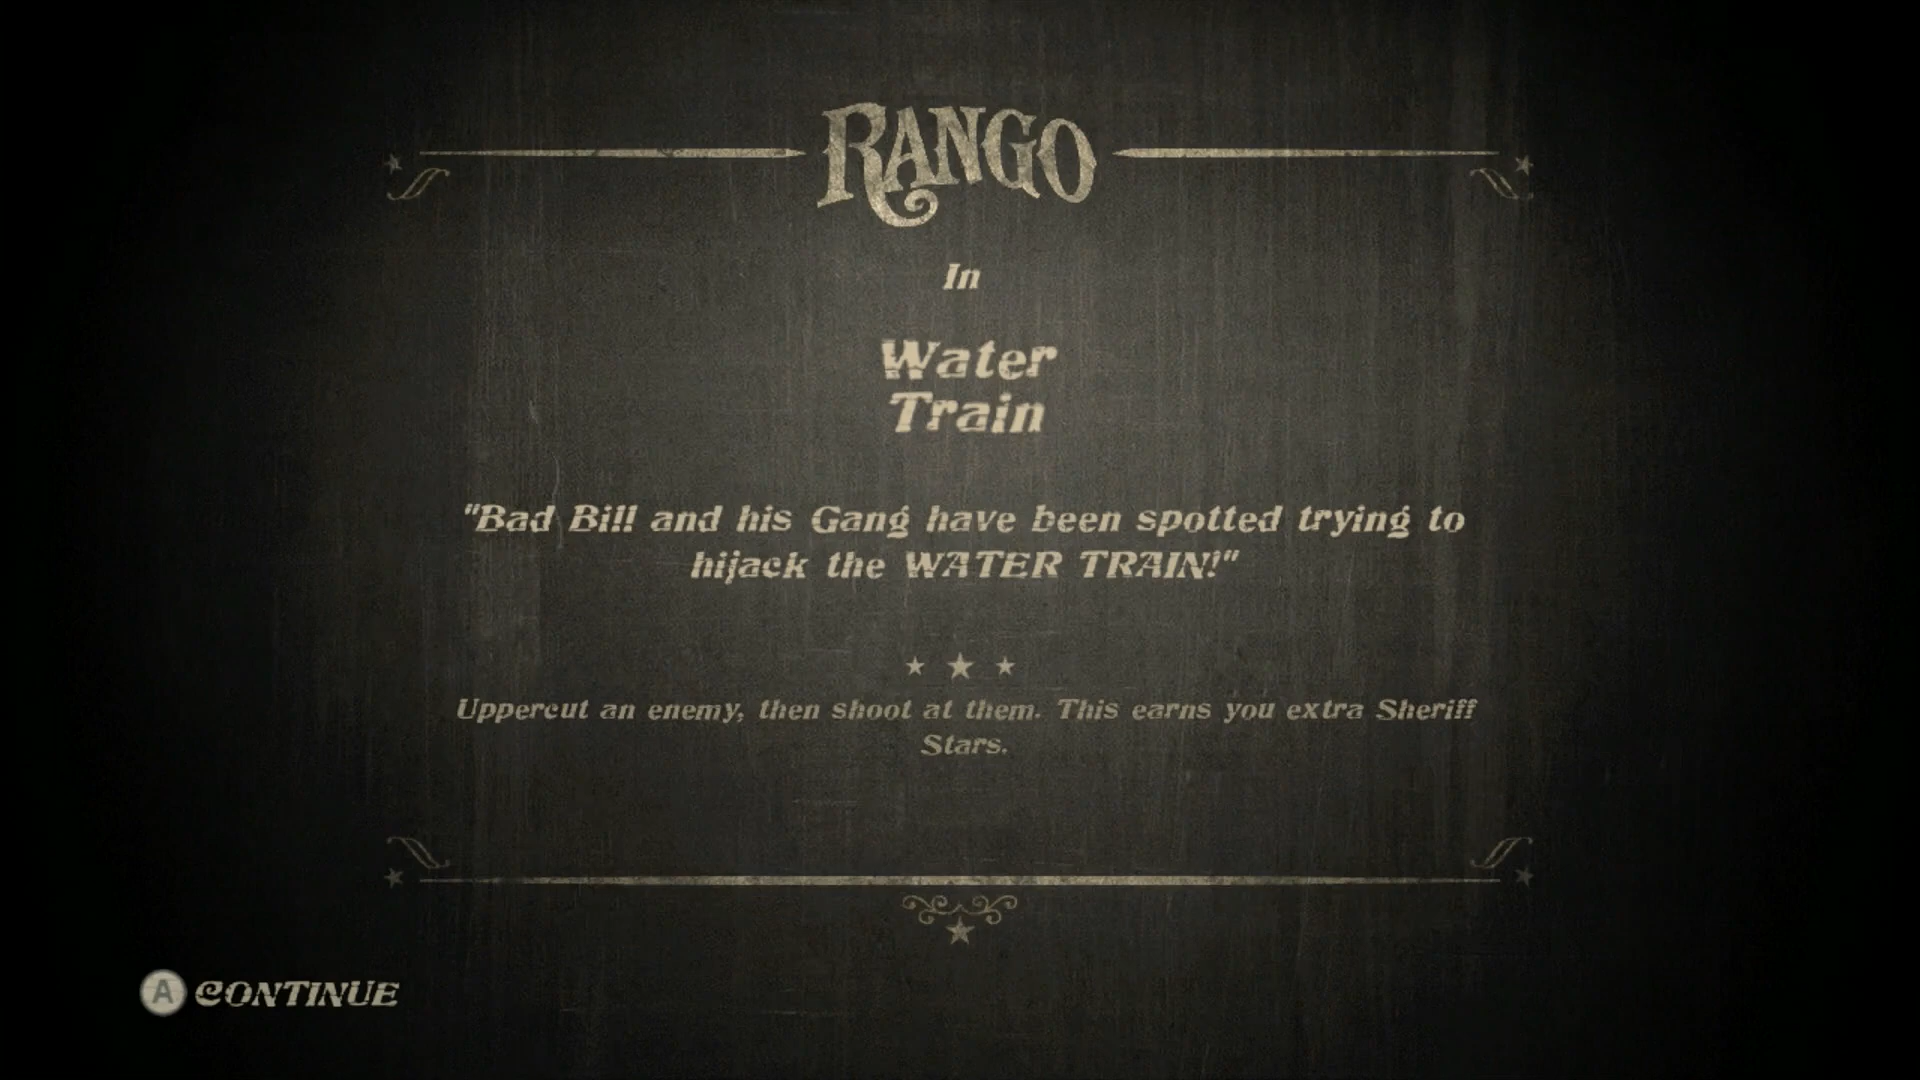 RANGO
In
Water
Train
"Bad Bill and his Gang have been spotted trying to
hijack the WATER TRAIN!"
Uppercut an enemy, then shoot at them. This earns you extra Sheriff
Stars.
A CONTINUE